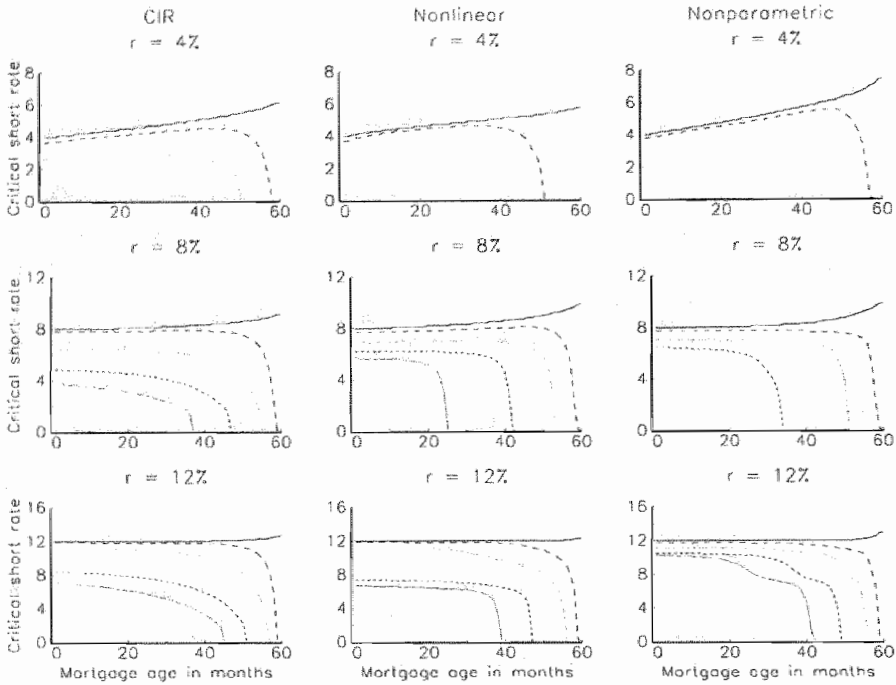 CIR Nonlinear Nonparametric
r = 4% r = 4% r = 4%
Critical short rate
8 6 4 2 0
0 20 40 60
8 6 4 2 0
0 20 40 60
8 6 4 2 0
0 20 40 60
r = 8% r = 8% r = 8%
Critical short rate
12 8 4 0
0 20 40 60
12 8 4 0
0 20 40 60
12 8 4 0
0 20 40 60
r = 12% r = 12% r = 12%
Critical short rate
16 12 8 4 0
0 20 40 60
16 12 8 4 0
0 20 40 60
16 12 8 4 0
0 20 40 60
Mortgage age in months Mortgage age in months Mortgage age in months